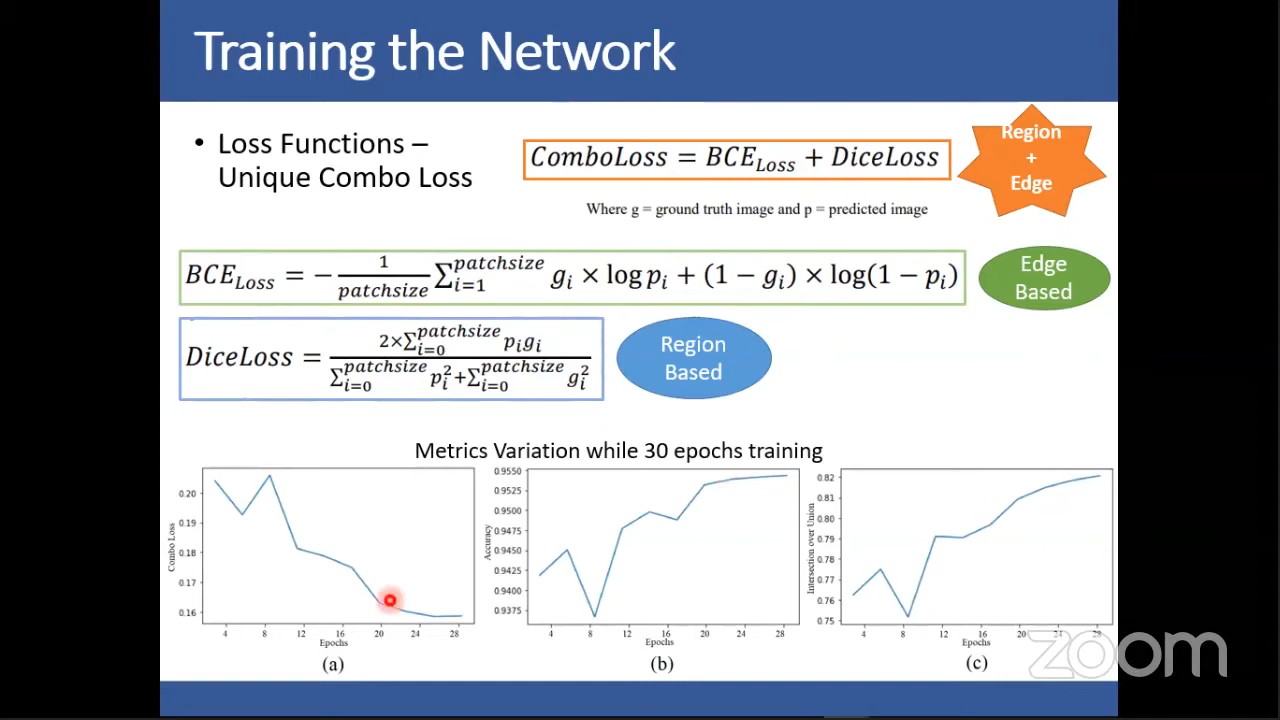 Training the Network
• Loss Functions –
Unique Combo Loss
ComboLoss = BCE_Loss + DiceLoss
Region
+
Edge
Where g = ground truth image and p = predicted image
BCE_Loss = − 1/patchsize ∑_{i=1}^{patchsize} g_i × log p_i + (1 − g_i) × log(1 − p_i)
Edge
Based
DiceLoss = 2×∑_{i=0}^{patchsize} p_i g_i / ∑_{i=0}^{patchsize} p_i^2 + ∑_{i=0}^{patchsize} g_i^2
Region
Based
Metrics Variation while 30 epochs training
Combo Loss
0.20
0.19
0.18
0.17
0.16
4 8 12 16 20 24 28
Epochs
(a)
Accuracy
0.9550
0.9525
0.9500
0.9475
0.9450
0.9425
0.9400
0.9375
4 8 12 16 20 24 28
Epochs
(b)
Intersection over Union
0.82
0.81
0.80
0.79
0.78
0.77
0.76
0.75
4 8 12 16 20 24 28
Epochs
(c)
zoom